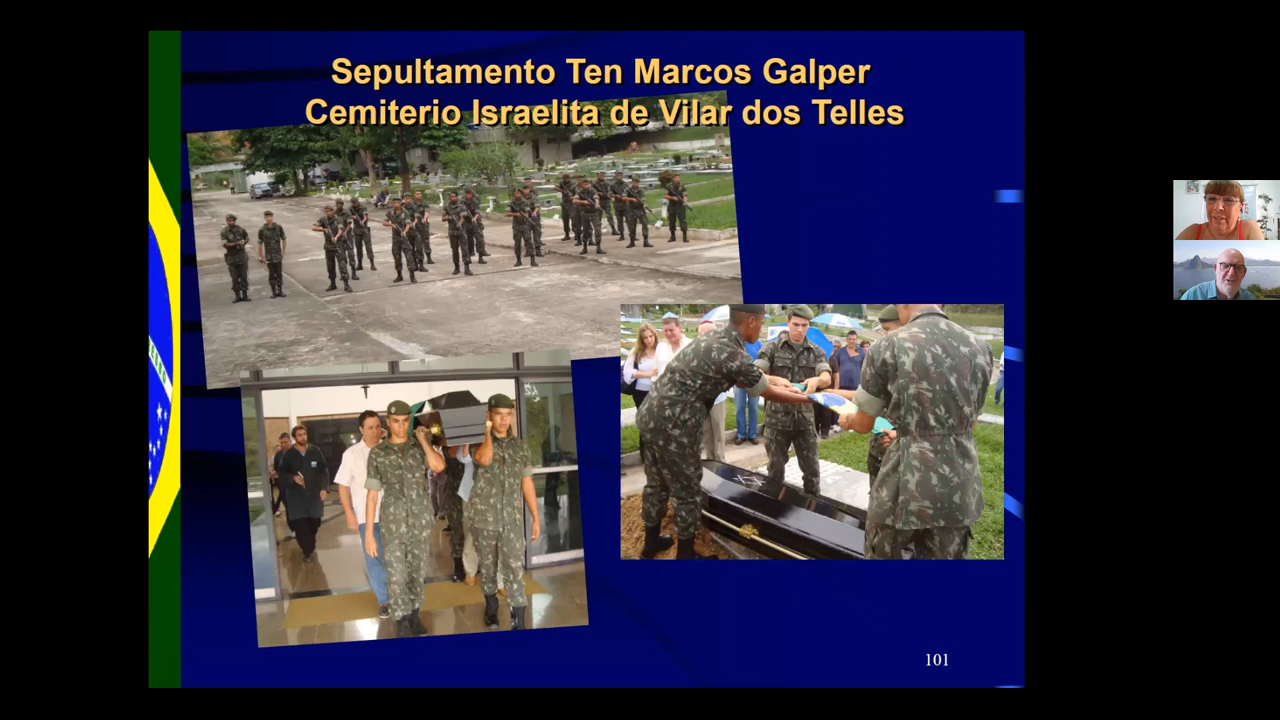 Sepultamento Ten Marcos Galper
Cemiterio Israelita de Vilar dos Telles
101